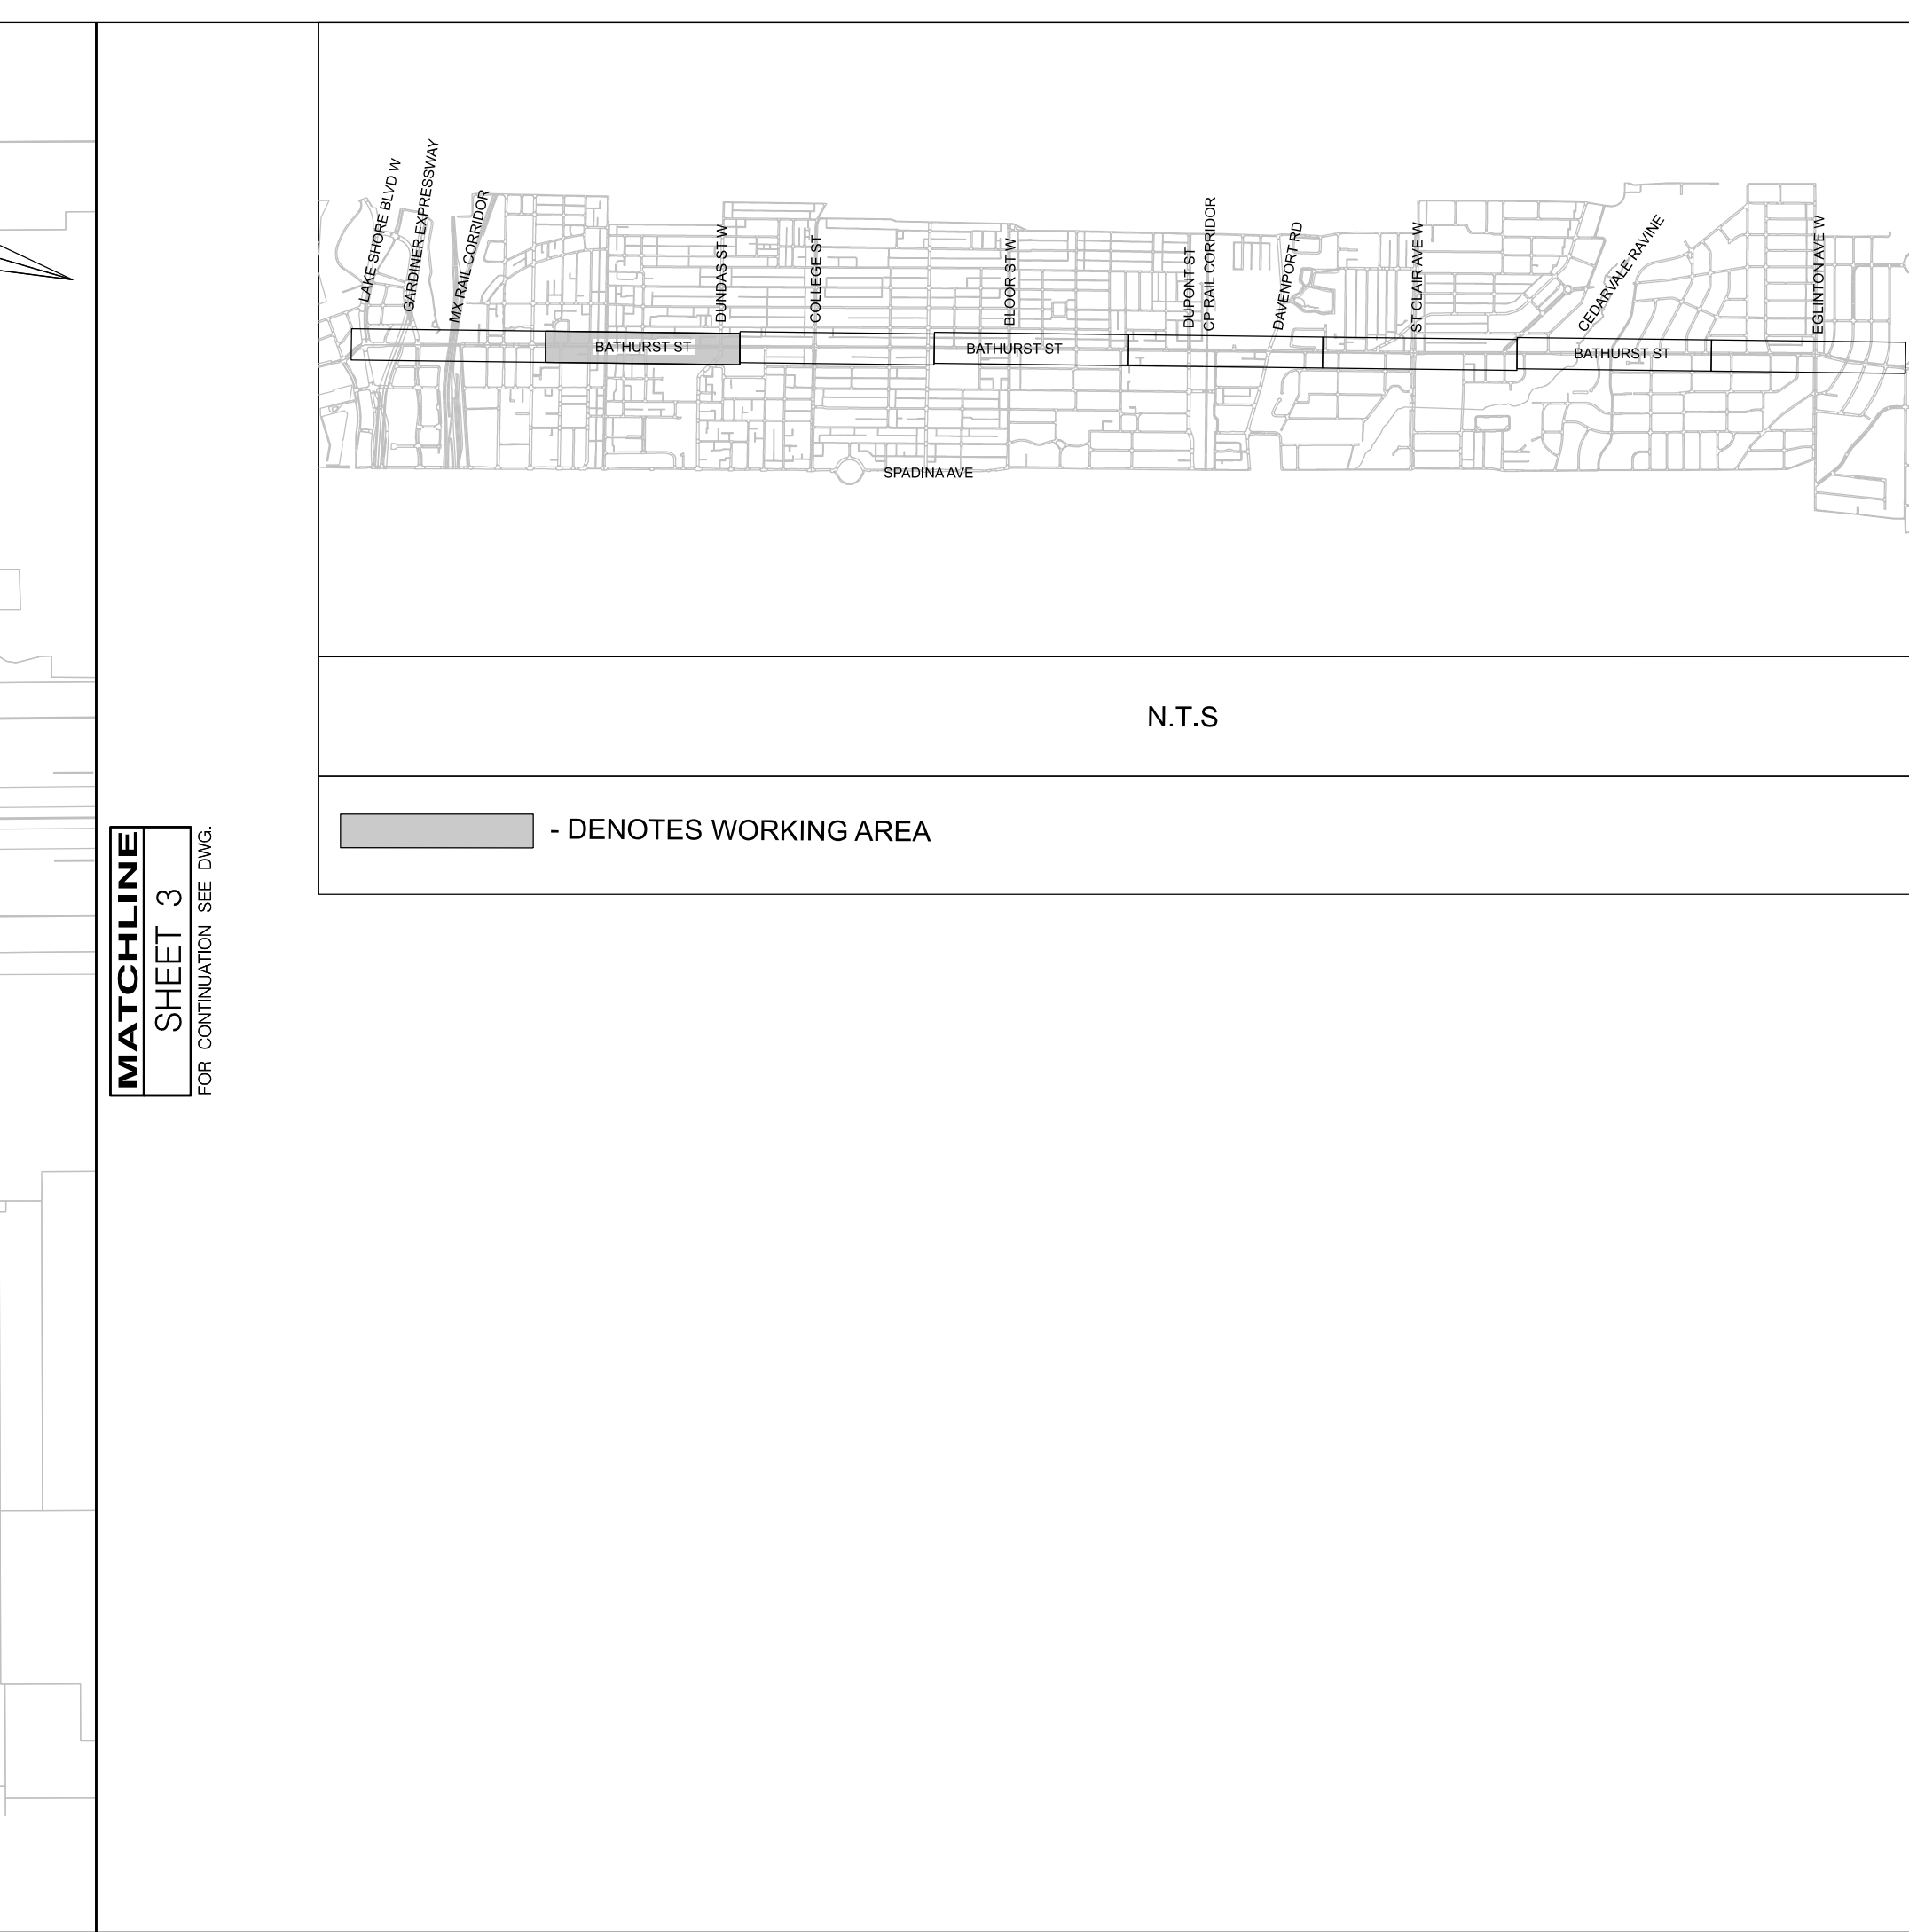 LAKE SHORE BLVD W
GARDINER EXPRESSWAY
MX RAIL CORRIDOR
DUNDAS ST W
COLLEGE ST
BLOOR ST W
DUPONT ST
CP RAIL CORRIDOR
DAVENPORT RD
ST CLAIR AVE W
CEDARVALE RAVINE
EGLINTON AVE W
BATHURST ST
BATHURST ST
BATHURST ST
SPADINA AVE
N.T.S
- DENOTES WORKING AREA
MATCHLINE
SHEET 3
FOR CONTINUATION SEE DWG.